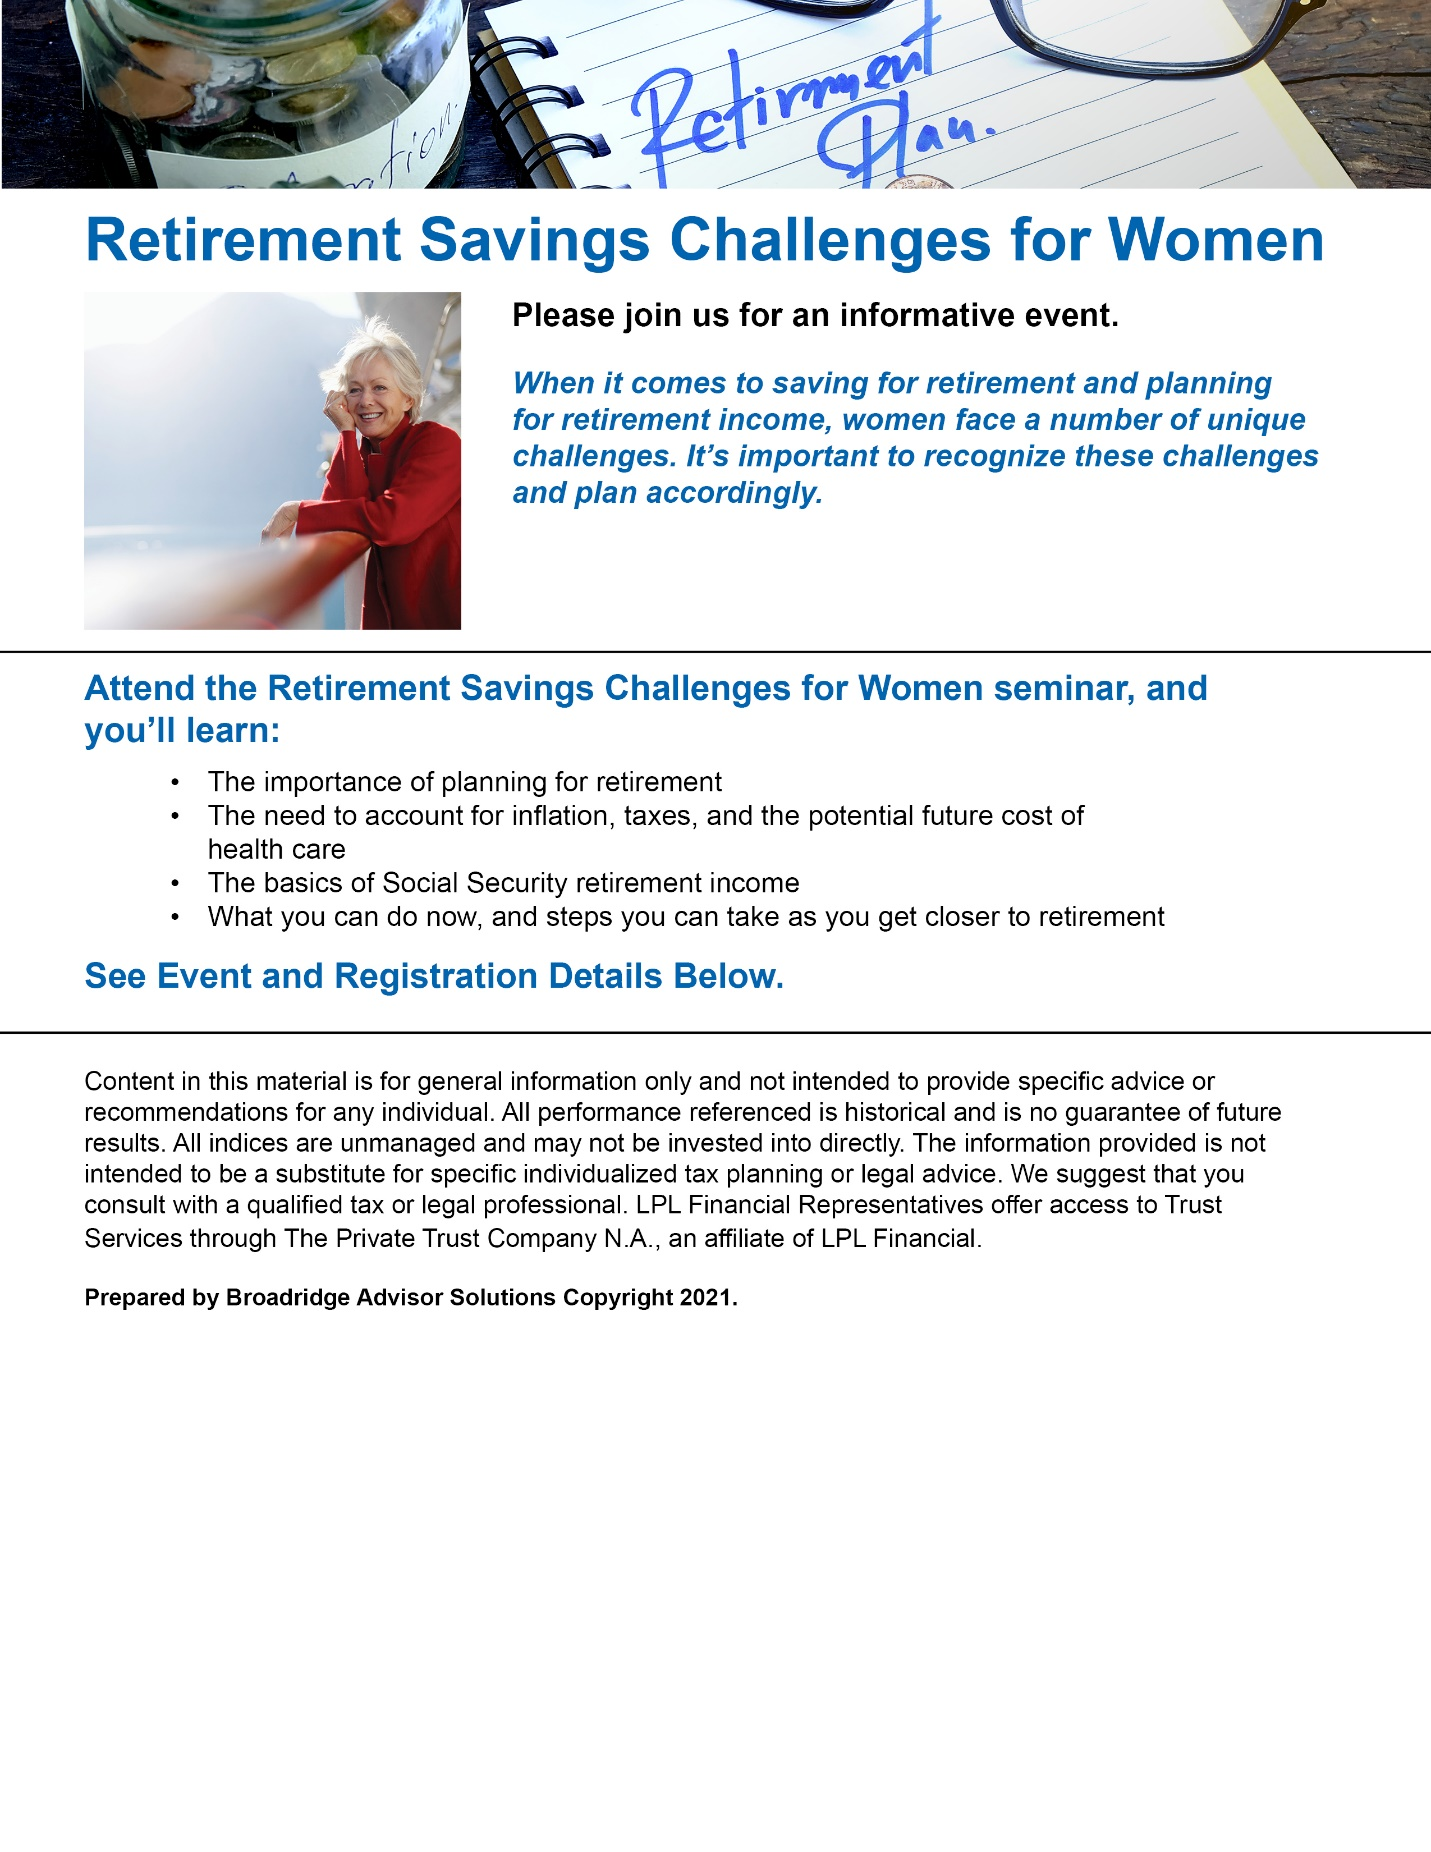 Retirment
Plan.
Retirement Savings Challenges for Women
Please join us for an informative event.
When it comes to saving for retirement and planning
for retirement income, women face a number of unique
challenges. It’s important to recognize these challenges
and plan accordingly.
Attend the Retirement Savings Challenges for Women seminar, and
you’ll learn:
• The importance of planning for retirement
• The need to account for inflation, taxes, and the potential future cost of
health care
• The basics of Social Security retirement income
• What you can do now, and steps you can take as you get closer to retirement
See Event and Registration Details Below.
Content in this material is for general information only and not intended to provide specific advice or
recommendations for any individual. All performance referenced is historical and is no guarantee of future
results. All indices are unmanaged and may not be invested into directly. The information provided is not
intended to be a substitute for specific individualized tax planning or legal advice. We suggest that you
consult with a qualified tax or legal professional. LPL Financial Representatives offer access to Trust
Services through The Private Trust Company N.A., an affiliate of LPL Financial.
Prepared by Broadridge Advisor Solutions Copyright 2021.